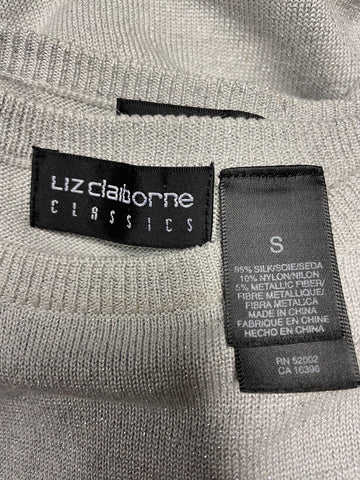 Liz claiborne
CLASSICS
S
85% SILK/SOIE/SEDA
10% NYLON/NILON
5% METALLIC FIBER/
FIBRE METALLIQUE/
FIBRA METALICA
MADE IN CHINA
FABRIQUE EN CHINE
HECHO EN CHINA
RN 52002
CA 16396